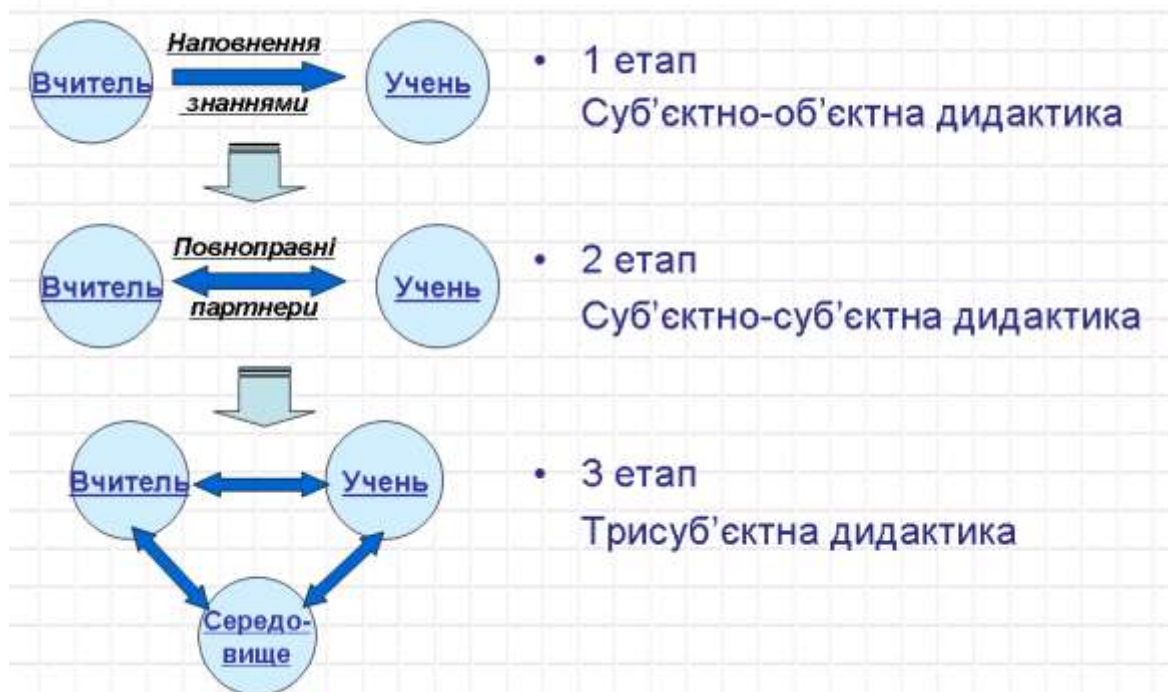 Наповнення
Вчитель
Учень
знаннями
• 1 етап
Суб’єктно-об’єктна дидактика
Повноправні
Вчитель
Учень
партнери
• 2 етап
Суб’єктно-суб’єктна дидактика
Вчитель
Учень
Середо-
вище
• 3 етап
Трисуб’єктна дидактика